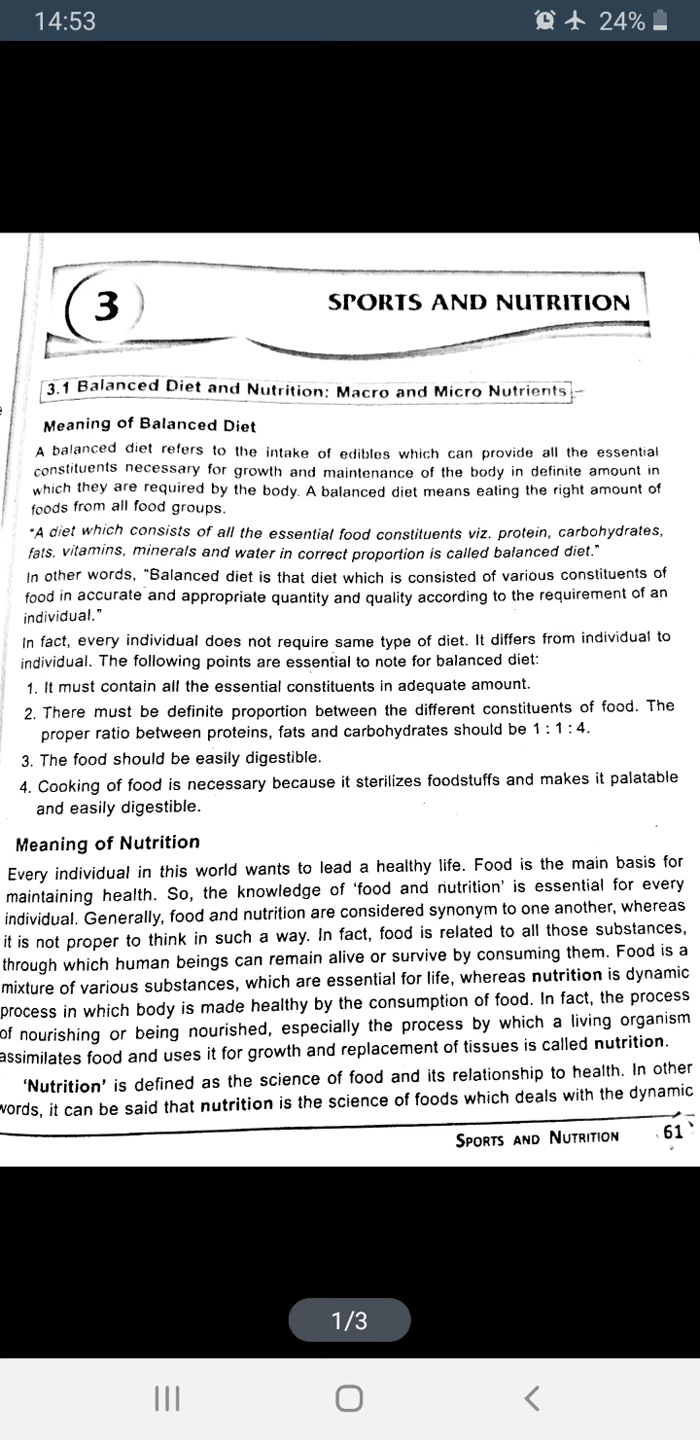 14:53 24%
3
SPORTS AND NUTRITION
3.1 Balanced Diet and Nutrition: Macro and Micro Nutrients
Meaning of Balanced Diet
A balanced diet refers to the intake of edibles which can provide all the essential
constituents necessary for growth and maintenance of the body in definite amount in
which they are required by the body. A balanced diet means eating the right amount of
foods from all food groups.
"A diet which consists of all the essential food constituents viz. protein, carbohydrates,
fats, vitamins, minerals and water in correct proportion is called balanced diet."
In other words, "Balanced diet is that diet which is consisted of various constituents of
food in accurate and appropriate quantity and quality according to the requirement of an
individual."
In fact, every individual does not require same type of diet. It differs from individual to
individual. The following points are essential to note for balanced diet:
1. It must contain all the essential constituents in adequate amount.
2. There must be definite proportion between the different constituents of food. The
proper ratio between proteins, fats and carbohydrates should be 1 : 1 : 4.
3. The food should be easily digestible.
4. Cooking of food is necessary because it sterilizes foodstuffs and makes it palatable
and easily digestible.
Meaning of Nutrition
Every individual in this world wants to lead a healthy life. Food is the main basis for
maintaining health. So, the knowledge of 'food and nutrition' is essential for every
individual. Generally, food and nutrition are considered synonym to one another, whereas
it is not proper to think in such a way. In fact, food is related to all those substances,
through which human beings can remain alive or survive by consuming them. Food is a
mixture of various substances, which are essential for life, whereas nutrition is dynamic
process in which body is made healthy by the consumption of food. In fact, the process
of nourishing or being nourished, especially the process by which a living organism
assimilates food and uses it for growth and replacement of tissues is called nutrition.
'Nutrition' is defined as the science of food and its relationship to health. In other
words, it can be said that nutrition is the science of foods which deals with the dynamic
SPORTS AND NUTRITION 61
1/3